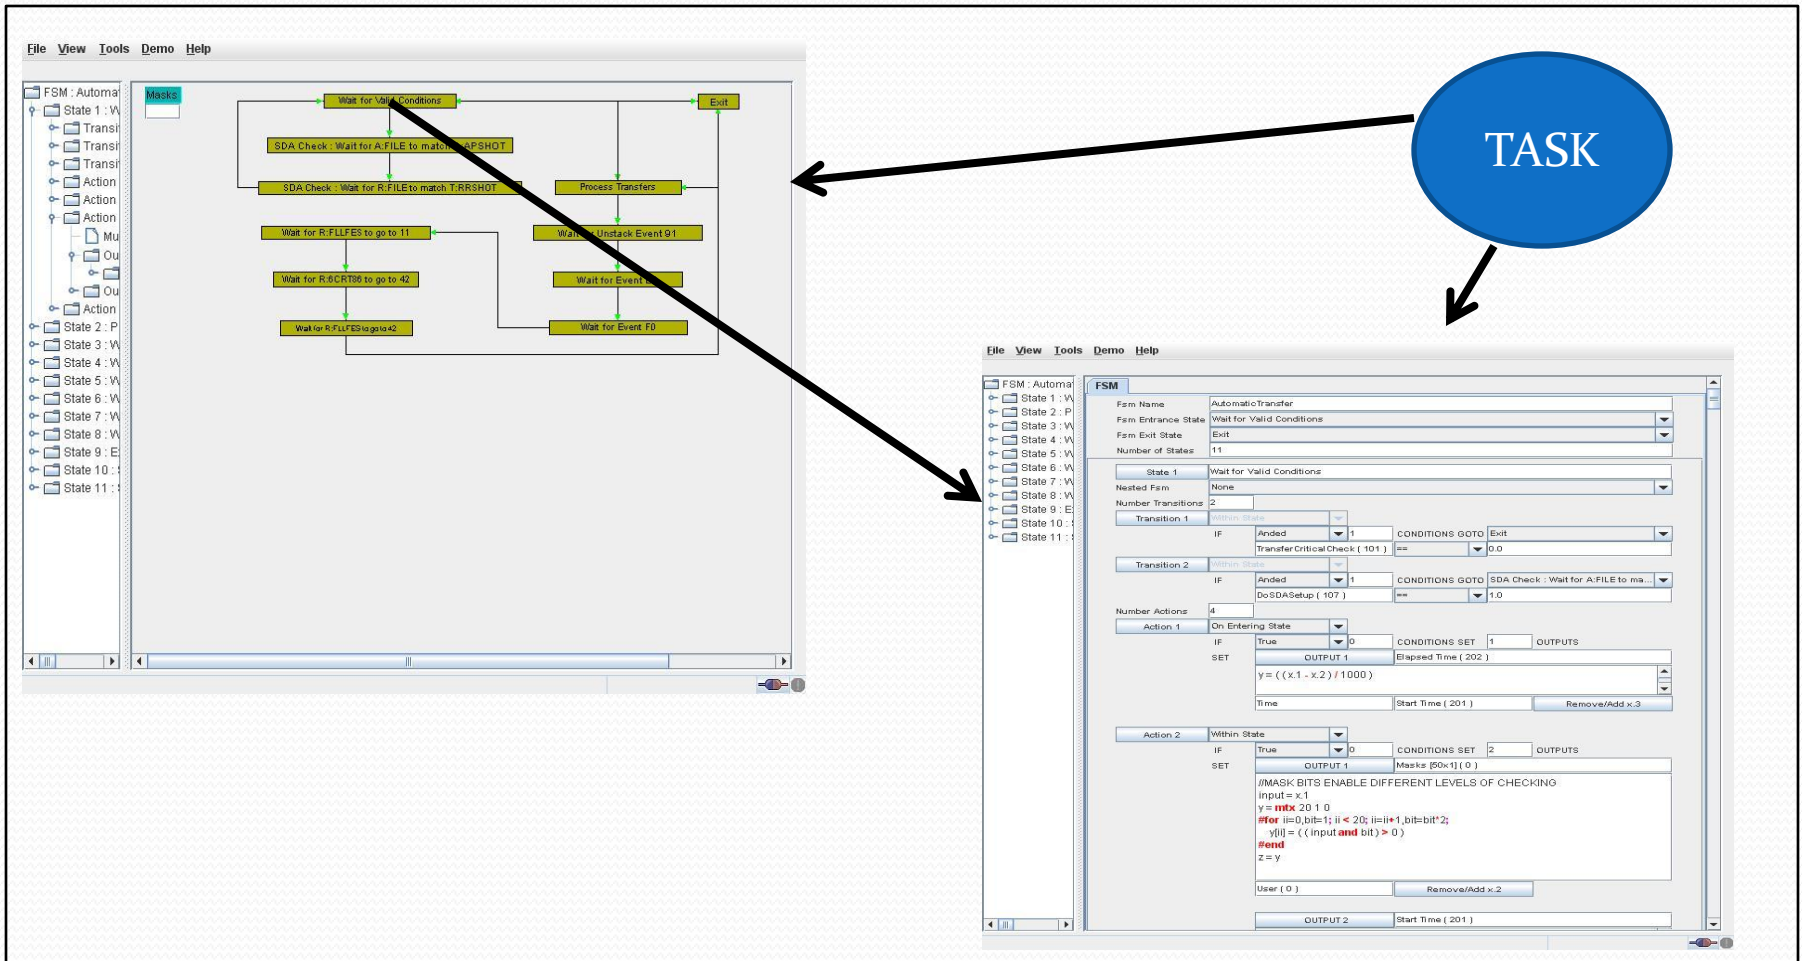 File View Tools Demo Help
FSM : Automat
State 1 : W
Transit
Transit
Transit
Action
Action
Action
Mu
Ou
Ou
Action
State 2 : P
State 3 : W
State 4 : W
State 5 : W
State 6 : W
State 7 : W
State 8 : W
State 9 : E
State 10 :
State 11 :
Masks
Wait for Valid Conditions
Exit
SDA Check : Wait for A:FILE to match APSHOT
SDA Check : Wait for R:FILE to match T:RRSHOT
Process Transfers
Wait for R:FLLFES to go to 11
Wait for Unstack Event 91
Wait for R:6CRT86 to go to 42
Wait for Event
Wait for R:FLLFES to go to 42
Wait for Event F0
TASK
File View Tools Demo Help
FSM : Automat
State 1 : W
State 2 : P
State 3 : W
State 4 : W
State 5 : W
State 6 : W
State 7 : W
State 8 : W
State 9 : E
State 10 :
State 11 :
FSM
Fsm Name AutomaticTransfer
Fsm Entrance State Wait for Valid Conditions
Fsm Exit State Exit
Number of States 11
State 1 Wait for Valid Conditions
Nested Fsm None
Number Transitions 2
Transition 1 Within State
IF Anded 1 CONDITIONS GOTO Exit
TransferCriticalCheck ( 101 ) == 0.0
Transition 2 Within State
IF Anded 1 CONDITIONS GOTO SDA Check : Wait for A:FILE to ma...
DoSDASetup ( 107 ) == 1.0
Number Actions 4
Action 1 On Entering State
IF True 0 CONDITIONS SET 1 OUTPUTS
SET OUTPUT 1 Elapsed Time ( 202 )
y = ( ( x.1 - x.2 ) / 1000 )
Time Start Time ( 201 ) Remove/Add x.3
Action 2 Within State
IF True 0 CONDITIONS SET 2 OUTPUTS
SET OUTPUT 1 Masks [50x1] ( 0 )
//MASK BITS ENABLE DIFFERENT LEVELS OF CHECKING
input = x.1
y = mtx 20 1 0
#for ii=0,bit=1; ii < 20; ii=ii+1,bit=bit*2;
y[ii] = ( ( input and bit ) > 0 )
#end
z = y
User ( 0 ) Remove/Add x.2
OUTPUT 2 Start Time ( 201 )